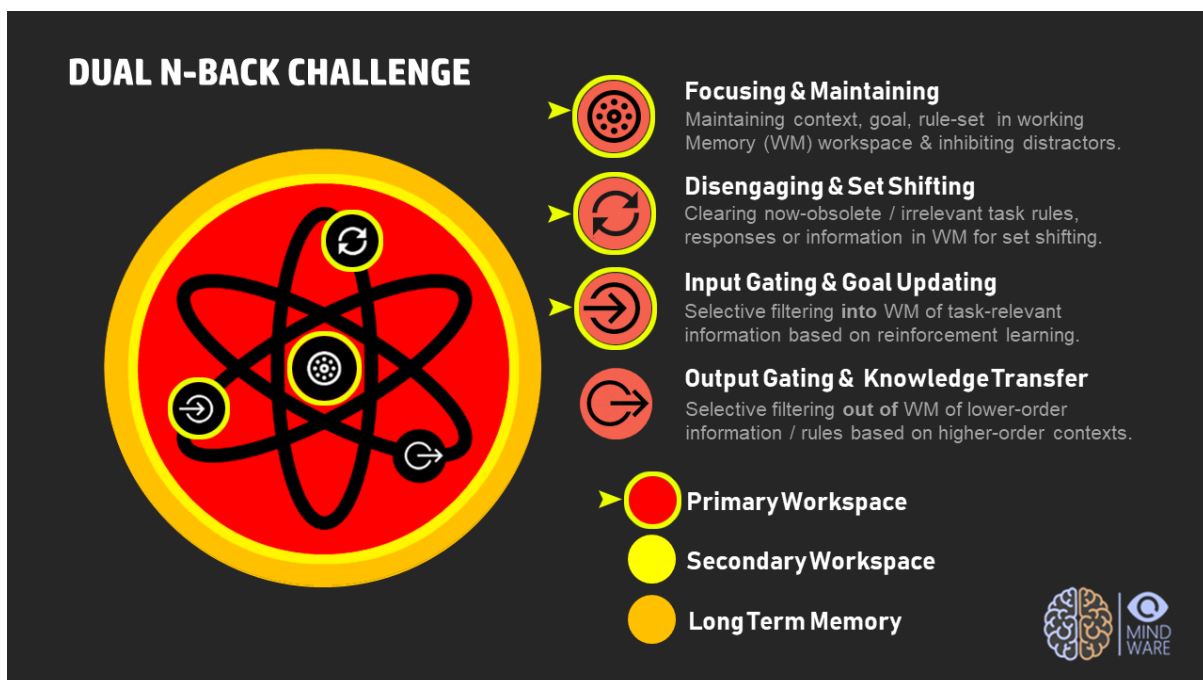 DUAL N-BACK CHALLENGE
Focusing & Maintaining
Maintaining context, goal, rule-set in working
Memory (WM) workspace & inhibiting distractors.
Disengaging & Set Shifting
Clearing now-obsolete / irrelevant task rules,
responses or information in WM for set shifting.
Input Gating & Goal Updating
Selective filtering into WM of task-relevant
information based on reinforcement learning.
Output Gating & Knowledge Transfer
Selective filtering out of WM of lower-order
information / rules based on higher-order contexts.
Primary Workspace
Secondary Workspace
Long Term Memory
MIND
WARE